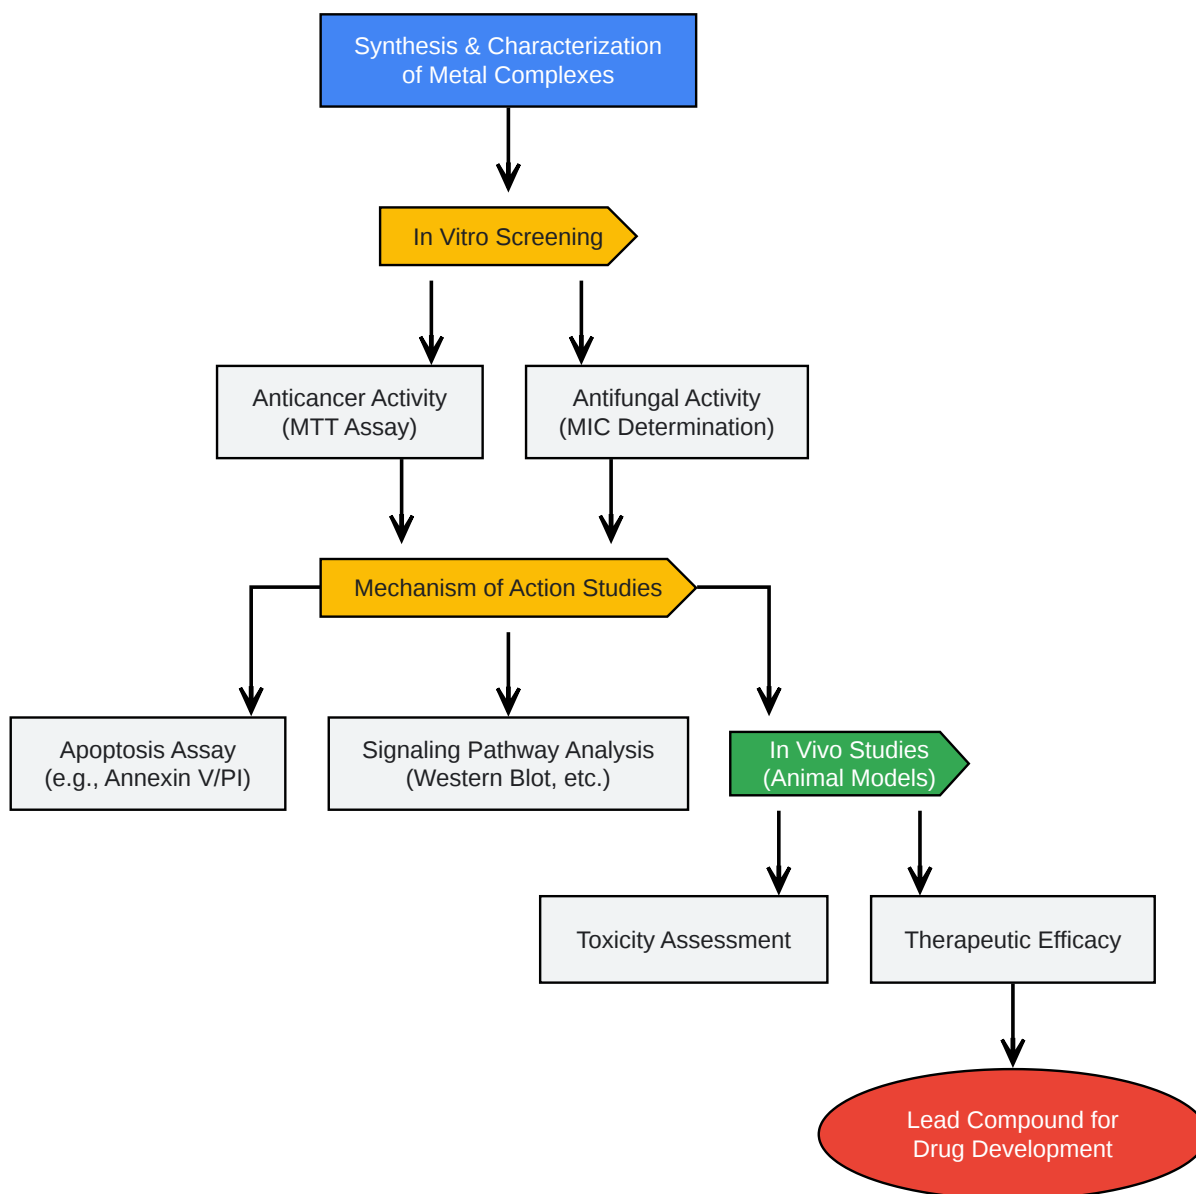 Synthesis & Characterization
of Metal Complexes
In Vitro Screening
Anticancer Activity
(MTT Assay)
Antifungal Activity
(MIC Determination)
Mechanism of Action Studies
Apoptosis Assay
(e.g., Annexin V/PI)
Signaling Pathway Analysis
(Western Blot, etc.)
In Vivo Studies
(Animal Models)
Toxicity Assessment
Therapeutic Efficacy
Lead Compound for
Drug Development